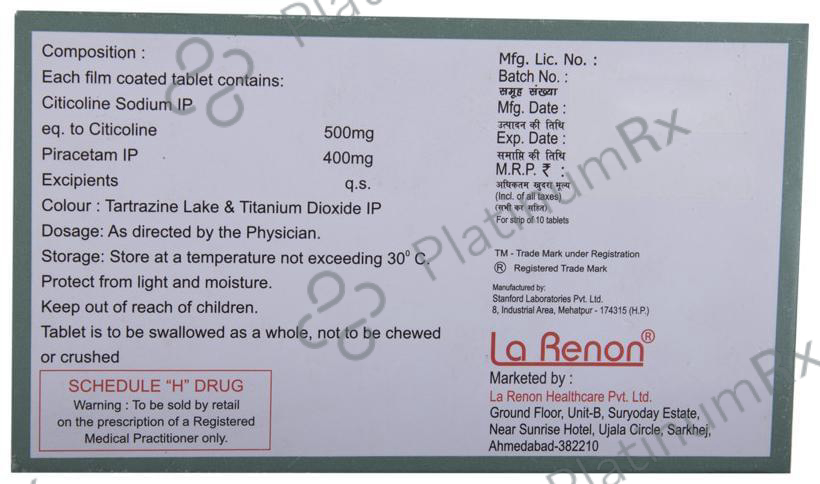 Composition :
Each film coated tablet contains:
Citicoline Sodium IP
eq. to Citicoline 500mg
Piracetam IP 400mg
Excipients q.s.
Colour : Tartrazine Lake & Titanium Dioxide IP
Dosage: As directed by the Physician.
Storage: Store at a temperature not exceeding 30⁰ C.
Protect from light and moisture.
Keep out of reach of children.
Tablet is to be swallowed as a whole, not to be chewed
or crushed
SCHEDULE “H” DRUG
Warning : To be sold by retail
on the prescription of a Registered
Medical Practitioner only.
Mfg. Lic. No. :
Batch No. :
समूह संख्या
Mfg. Date :
उत्पादन की तिथि
Exp. Date :
समाप्ति की तिथि
M.R.P. ₹ :
अधिकतम खुदरा मूल्य
(Incl. of all taxes)
(सभी कर सहित)
For strip of 10 tablets
TM - Trade Mark under Registration
® Registered Trade Mark
Manufactured by:
Stanford Laboratories Pvt. Ltd.
8, Industrial Area, Mehatpur - 174315 (H.P.)
La Renon®
Marketed by :
La Renon Healthcare Pvt. Ltd.
Ground Floor, Unit-B, Suryoday Estate,
Near Sunrise Hotel, Ujala Circle, Sarkhej,
Ahmedabad-382210
PlatinumRx
PlatinumRx